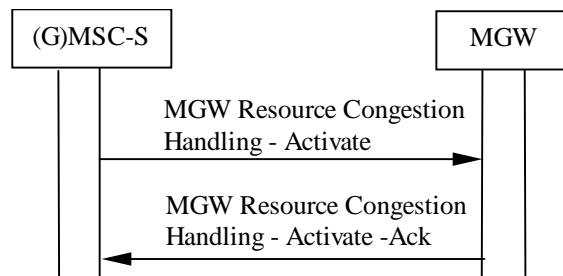 (G)MSC-S
MGW
MGW Resource Congestion
Handling - Activate
MGW Resource Congestion
Handling - Activate -Ack